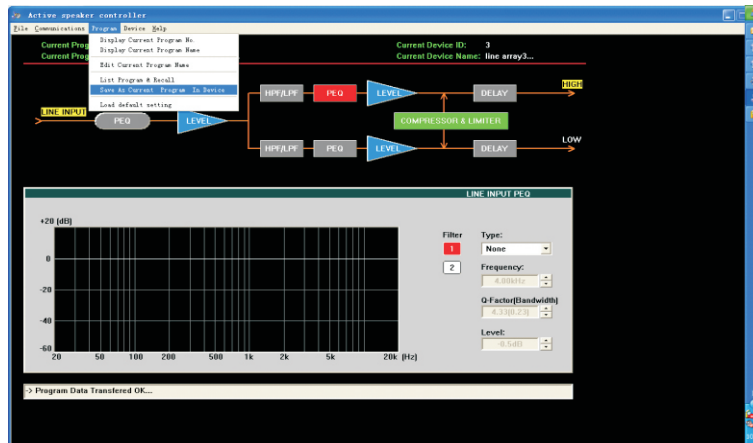 Active speaker controller
File Communications Program Device Help
Display Current Program No
Display Current Program Name
Edit Current Program Name
List Program & Recall
Save As Current Program In Device
Load default setting
Current Prog
Current Prog
Current Device ID: 3
Current Device Name: line array3...
HPF/LPF PEQ LEVEL DELAY HIGH
LINE INPUT PEQ LEVEL COMPRESSOR & LIMITER
HPF/LPF PEQ LEVEL DELAY LOW
LINE INPUT PEQ
+20 (dB)
0
-20
-40
-60
20 50 100 200 500 1k 2k 5k 20k (Hz)
Filter Type:
1 None
2 Frequency:
4.00kHz
Q-Factor(Bandwidth)
4.33(0.23)
Level:
-0.5dB
-> Program Data Transfered OK...